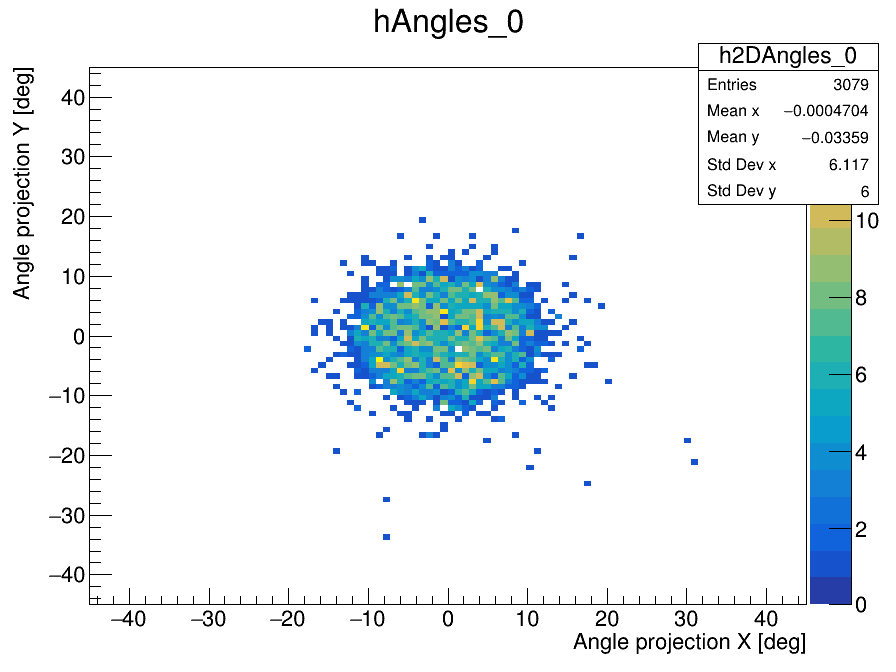 hAngles_0
h2DAngles_0
Entries 3079
Mean x −0.0004704
Mean y −0.03359
Std Dev x 6.117
Std Dev y 6
Angle projection Y [deg]
40
30
20
10
0
−10
−20
−30
−40
−40 −30 −20 −10 0 10 20 30 40
Angle projection X [deg]
10
8
6
4
2
0